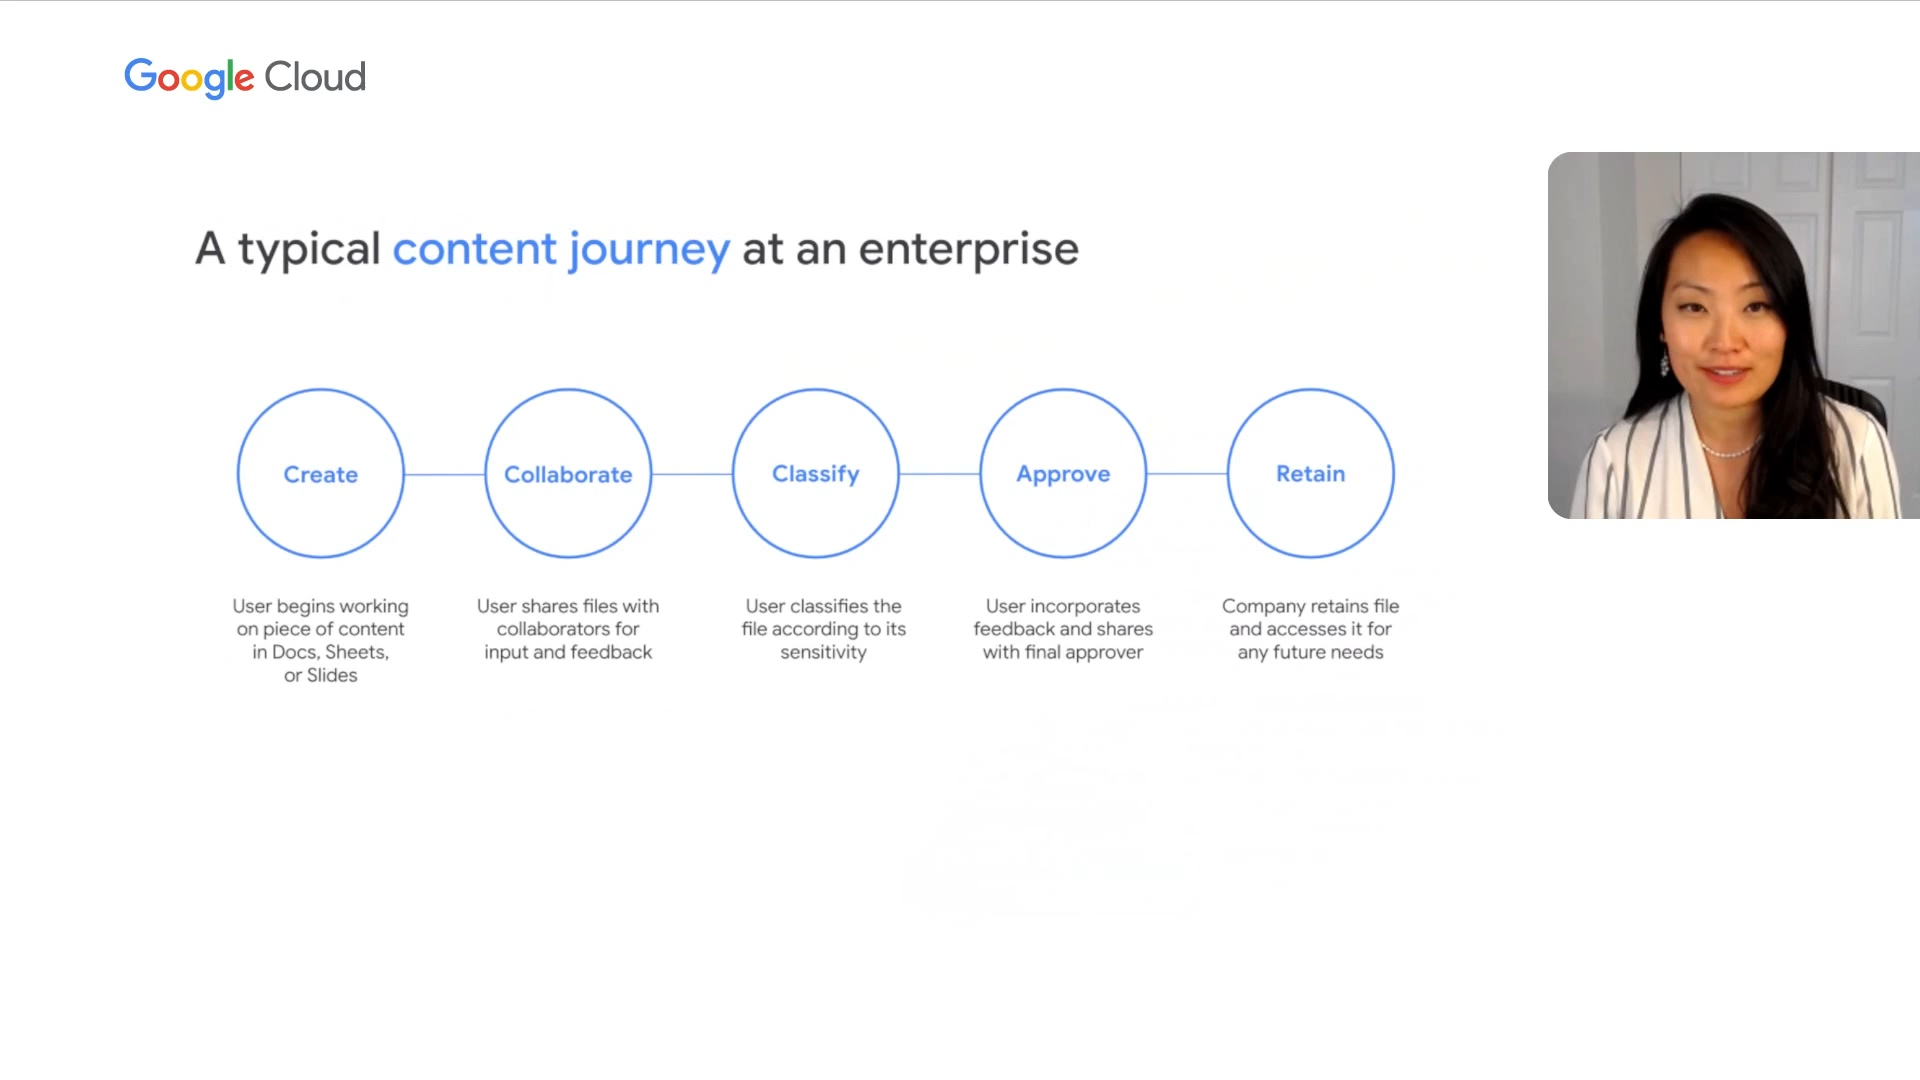 Google Cloud
A typical content journey at an enterprise
Create
Collaborate
Classify
Approve
Retain
User begins working
on piece of content
in Docs, Sheets,
or Slides
User shares files with
collaborators for
input and feedback
User classifies the
file according to its
sensitivity
User incorporates
feedback and shares
with final approver
Company retains file
and accesses it for
any future needs